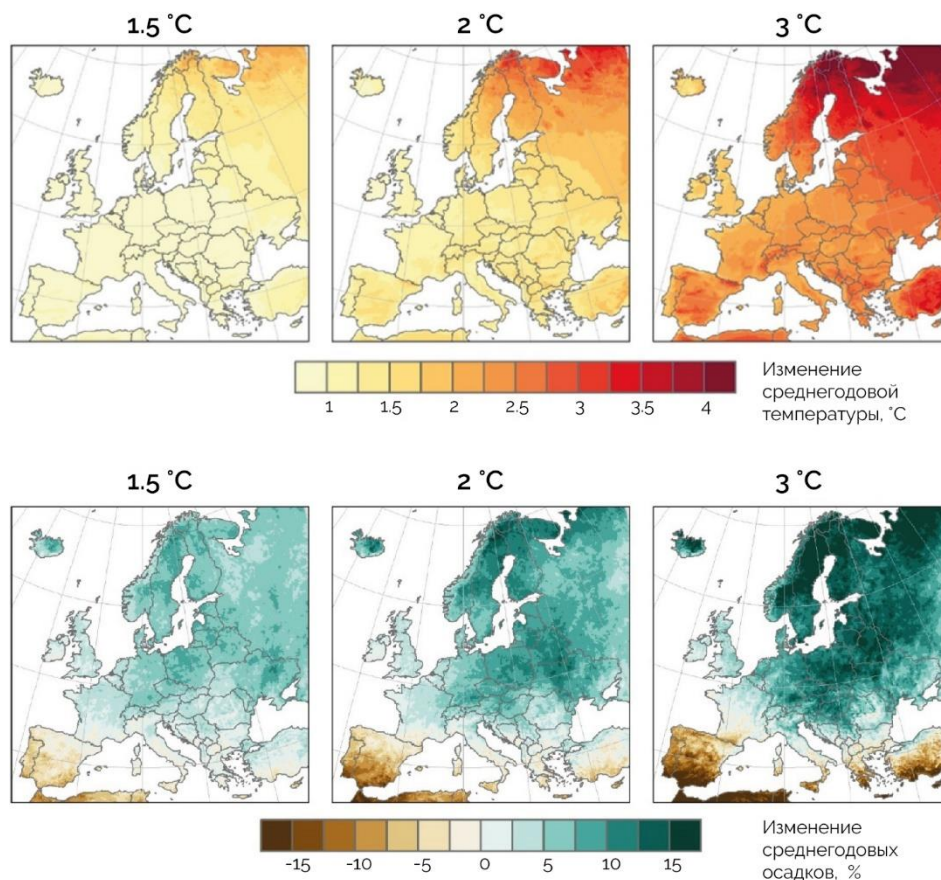 1.5 °C
2 °C
3 °C
1
1.5
2
2.5
3
3.5
4
Изменение
среднегодовой
температуры, °C
1.5 °C
2 °C
3 °C
-15
-10
-5
0
5
10
15
Изменение
среднегодовых
осадков, %